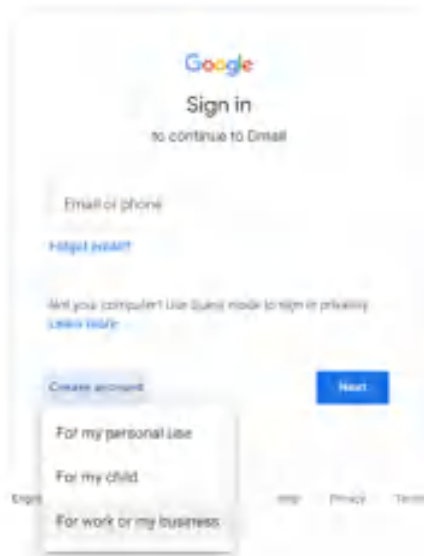 Google
Sign in
to continue to Gmail
Email or phone
Forgot email?
Not your computer? Use Guest mode to sign in privately.
Learn more
Create account
Next
For my personal use
For my child
For work or my business
Help Privacy Terms